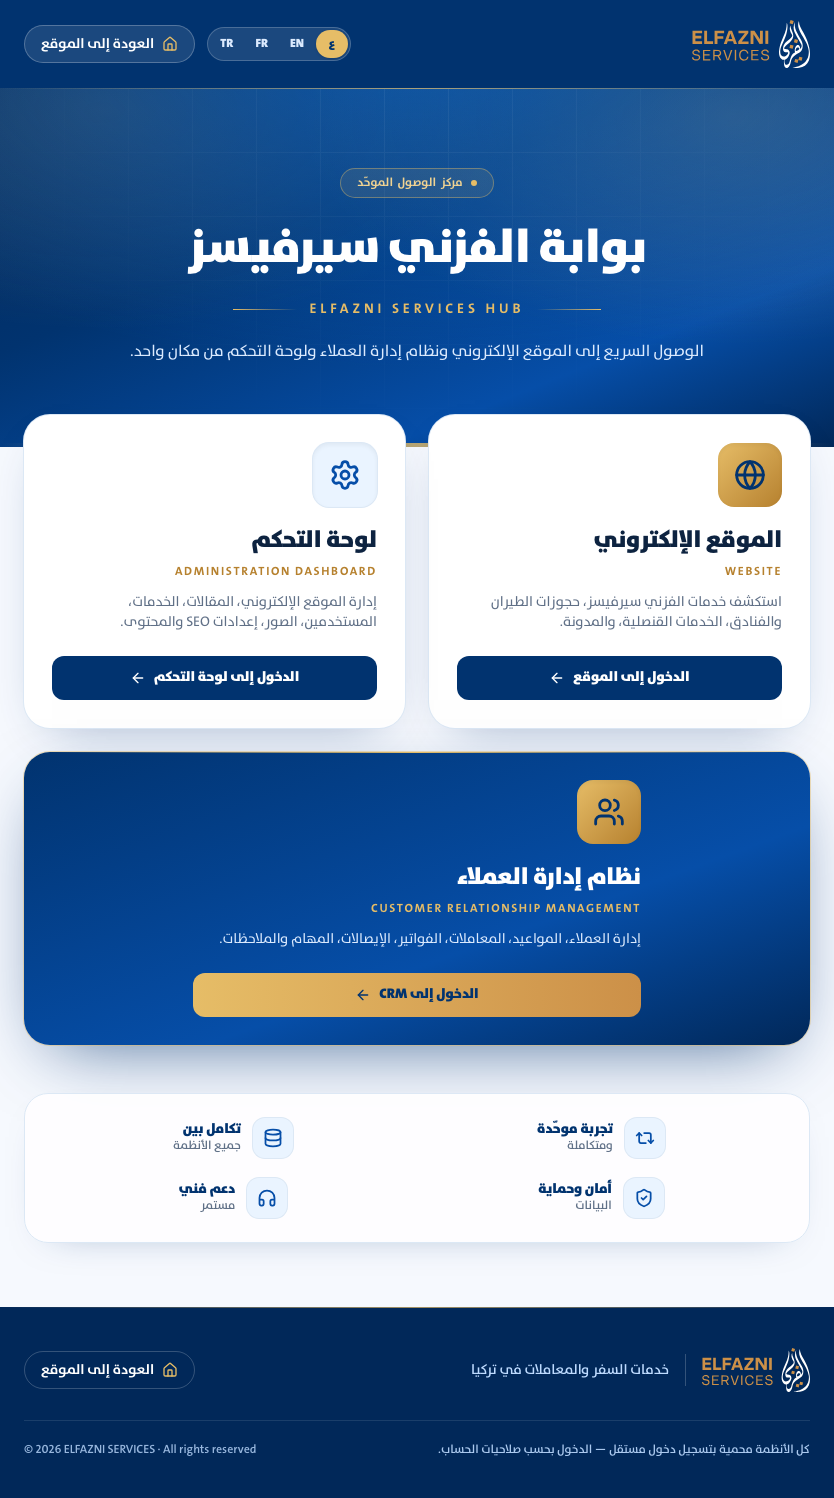 ELFAZNI
SERVICES
ع
EN
FR
TR
العودة إلى الموقع
مركز الوصول الموحّد
بوابة الفزني سيرفيسز
ELFAZNI SERVICES HUB
الوصول السريع إلى الموقع الإلكتروني ونظام إدارة العملاء ولوحة التحكم من مكان واحد.
الموقع الإلكتروني
WEBSITE
استكشف خدمات الفزني سيرفيسز، حجوزات الطيران
والفنادق، الخدمات القنصلية، والمدونة.
الدخول إلى الموقع
لوحة التحكم
ADMINISTRATION DASHBOARD
إدارة الموقع الإلكتروني، المقالات، الخدمات،
المستخدمين، الصور، إعدادات SEO والمحتوى.
الدخول إلى لوحة التحكم
نظام إدارة العملاء
CUSTOMER RELATIONSHIP MANAGEMENT
إدارة العملاء، المواعيد، المعاملات، الفواتير، الإيصالات، المهام والملاحظات.
الدخول إلى CRM
تجربة موحّدة
ومتكاملة
تكامل بين
جميع الأنظمة
أمان وحماية
البيانات
دعم فني
مستمر
ELFAZNI
SERVICES
خدمات السفر والمعاملات في تركيا
العودة إلى الموقع
كل الأنظمة محمية بتسجيل دخول مستقل — الدخول بحسب صلاحيات الحساب.
© 2026 ELFAZNI SERVICES · All rights reserved